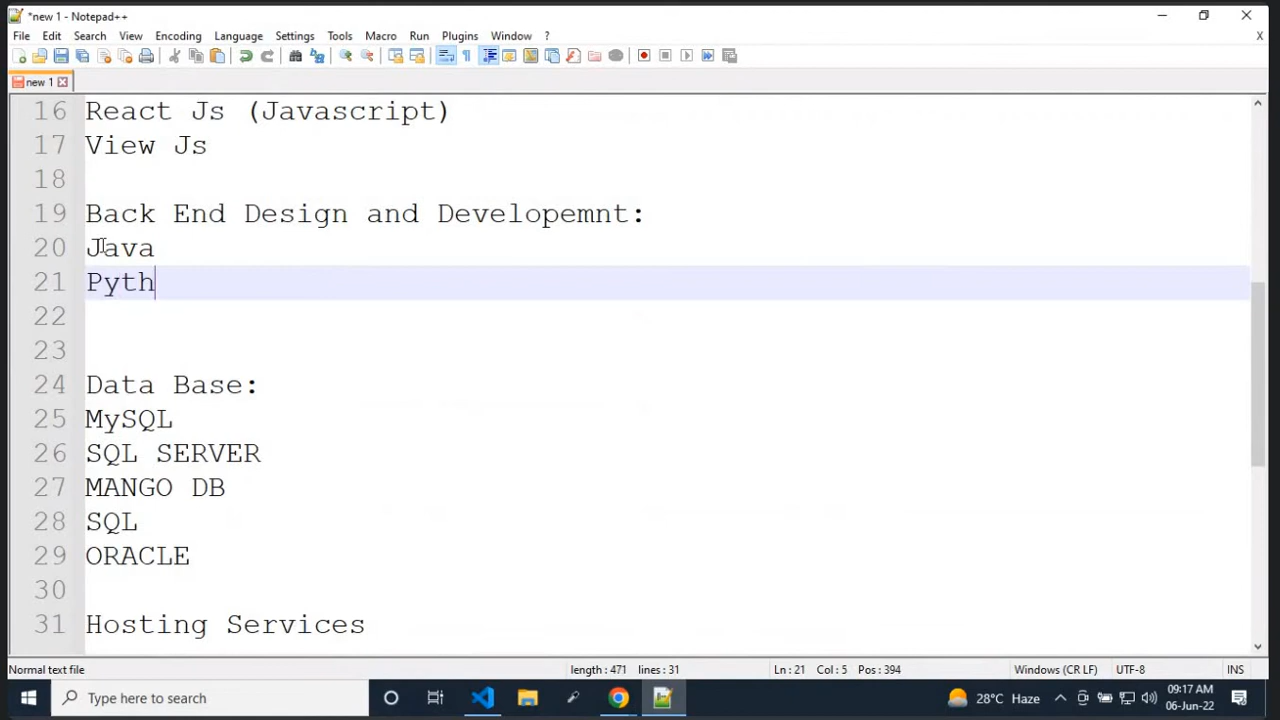 *new 1 - Notepad++
File Edit Search View Encoding Language Settings Tools Macro Run Plugins Window ? X
new 1
16 React Js (Javascript)
17 View Js
18
19 Back End Design and Developemnt:
20 Java
21 Pyth
22
23
24 Data Base:
25 MySQL
26 SQL SERVER
27 MANGO DB
28 SQL
29 ORACLE
30
31 Hosting Services
Normal text file length : 471 lines : 31 Ln : 21 Col : 5 Pos : 394 Windows (CR LF) UTF-8 INS
Type here to search 28°C Haze 09:17 AM
06-Jun-22